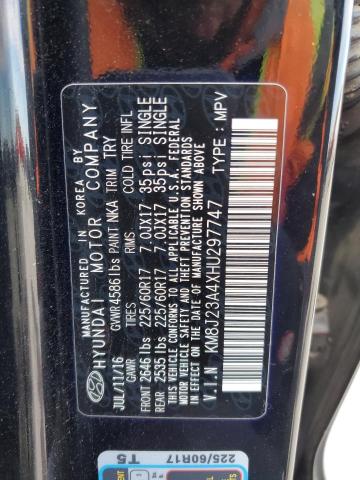 MANUFACTURED IN KOREA BY
HYUNDAI MOTOR COMPANY
JUL/11/16 GVWR 4586 lbs PAINT NKA TRIM TRY
TIRES RIMS COLD TIRE INFL
FRONT 2646 lbs 225/60R17 7.0JX17 35psi SINGLE
REAR 2535 lbs 225/60R17 7.0JX17 35psi SINGLE
THIS VEHICLE CONFORMS TO ALL APPLICABLE U.S.A. FEDERAL
MOTOR VEHICLE SAFETY AND THEFT PREVENTION STANDARDS
IN EFFECT ON THE DATE OF MANUFACTURE SHOWN ABOVE
V.I.N KM8J23A4XHU297747 TYPE : MPV
T5
225/60R17